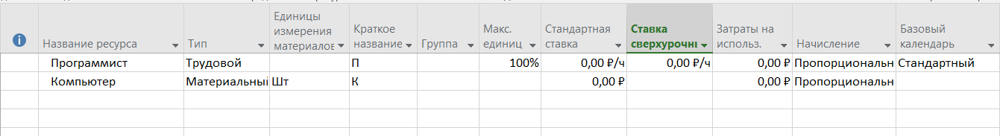 Название ресурса
Тип
Единицы
измерения
материалов
Краткое
название
Группа
Макс.
единиц
Стандартная
ставка
Ставка
сверхурочны
Затраты на
использ.
Начисление
Базовый
календарь
Программист Трудовой П 100% 0,00 ₽/ч 0,00 ₽/ч 0,00 ₽ Пропорциональн Стандартный
Компьютер Материальный Шт К 0,00 ₽ 0,00 ₽ Пропорциональн